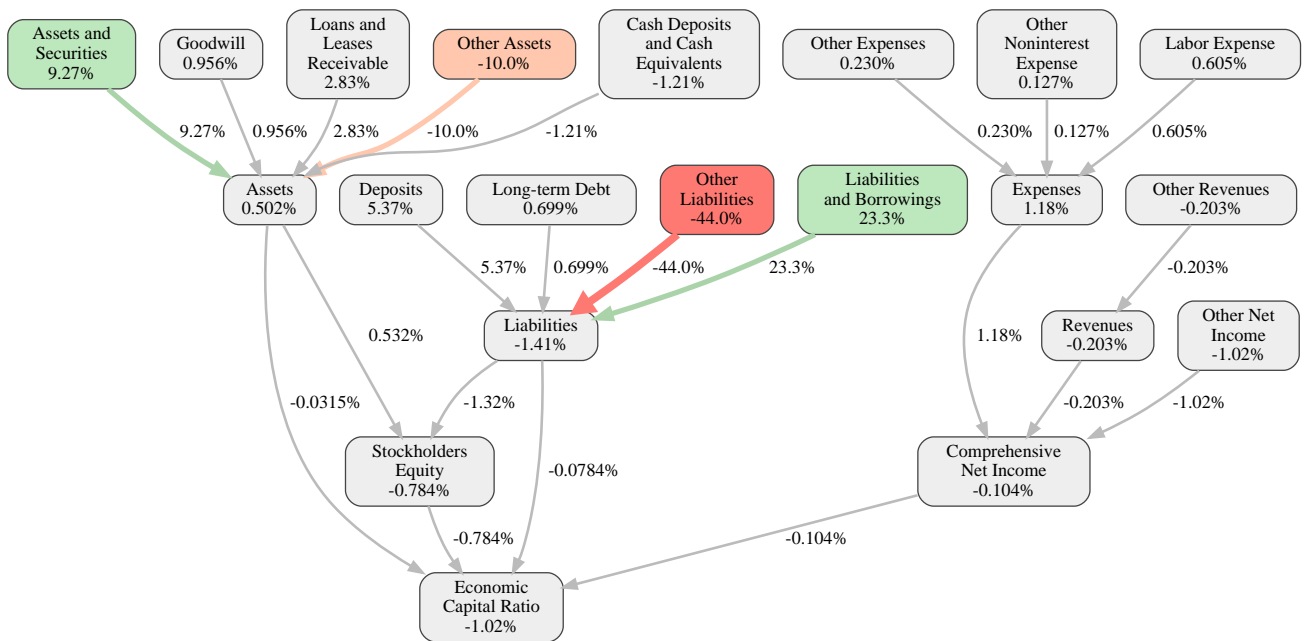 Assets and
Securities
9.27%
Goodwill
0.956%
Loans and
Leases
Receivable
2.83%
Other Assets
-10.0%
Cash Deposits
and Cash
Equivalents
-1.21%
Other Expenses
0.230%
Other
Noninterest
Expense
0.127%
Labor Expense
0.605%
9.27%
0.956%
2.83%
-10.0%
-1.21%
0.230%
0.127%
0.605%
Assets
0.502%
Deposits
5.37%
Long-term Debt
0.699%
Other
Liabilities
-44.0%
Liabilities
and Borrowings
23.3%
Expenses
1.18%
Other Revenues
-0.203%
5.37%
0.699%
-44.0%
23.3%
-0.203%
0.532%
Liabilities
-1.41%
1.18%
Revenues
-0.203%
Other Net
Income
-1.02%
-0.0315%
-1.32%
-0.203%
-1.02%
Stockholders
Equity
-0.784%
-0.0784%
Comprehensive
Net Income
-0.104%
-0.784%
-0.104%
Economic
Capital Ratio
-1.02%